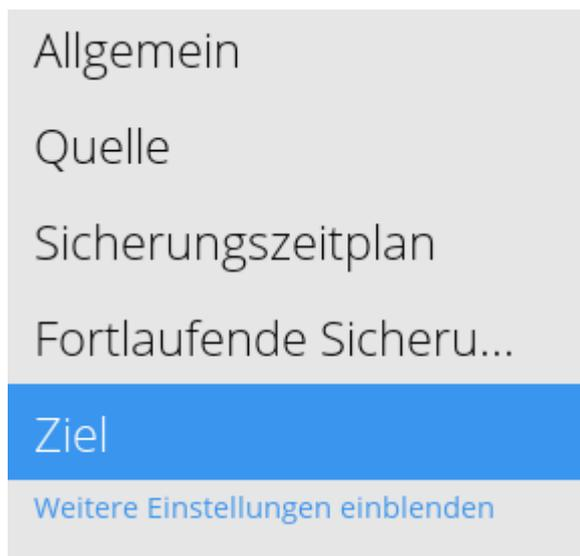 Allgemein
Quelle
Sicherungszeitplan
Fortlaufende Sicheru...
Ziel
Weitere Einstellungen einblenden